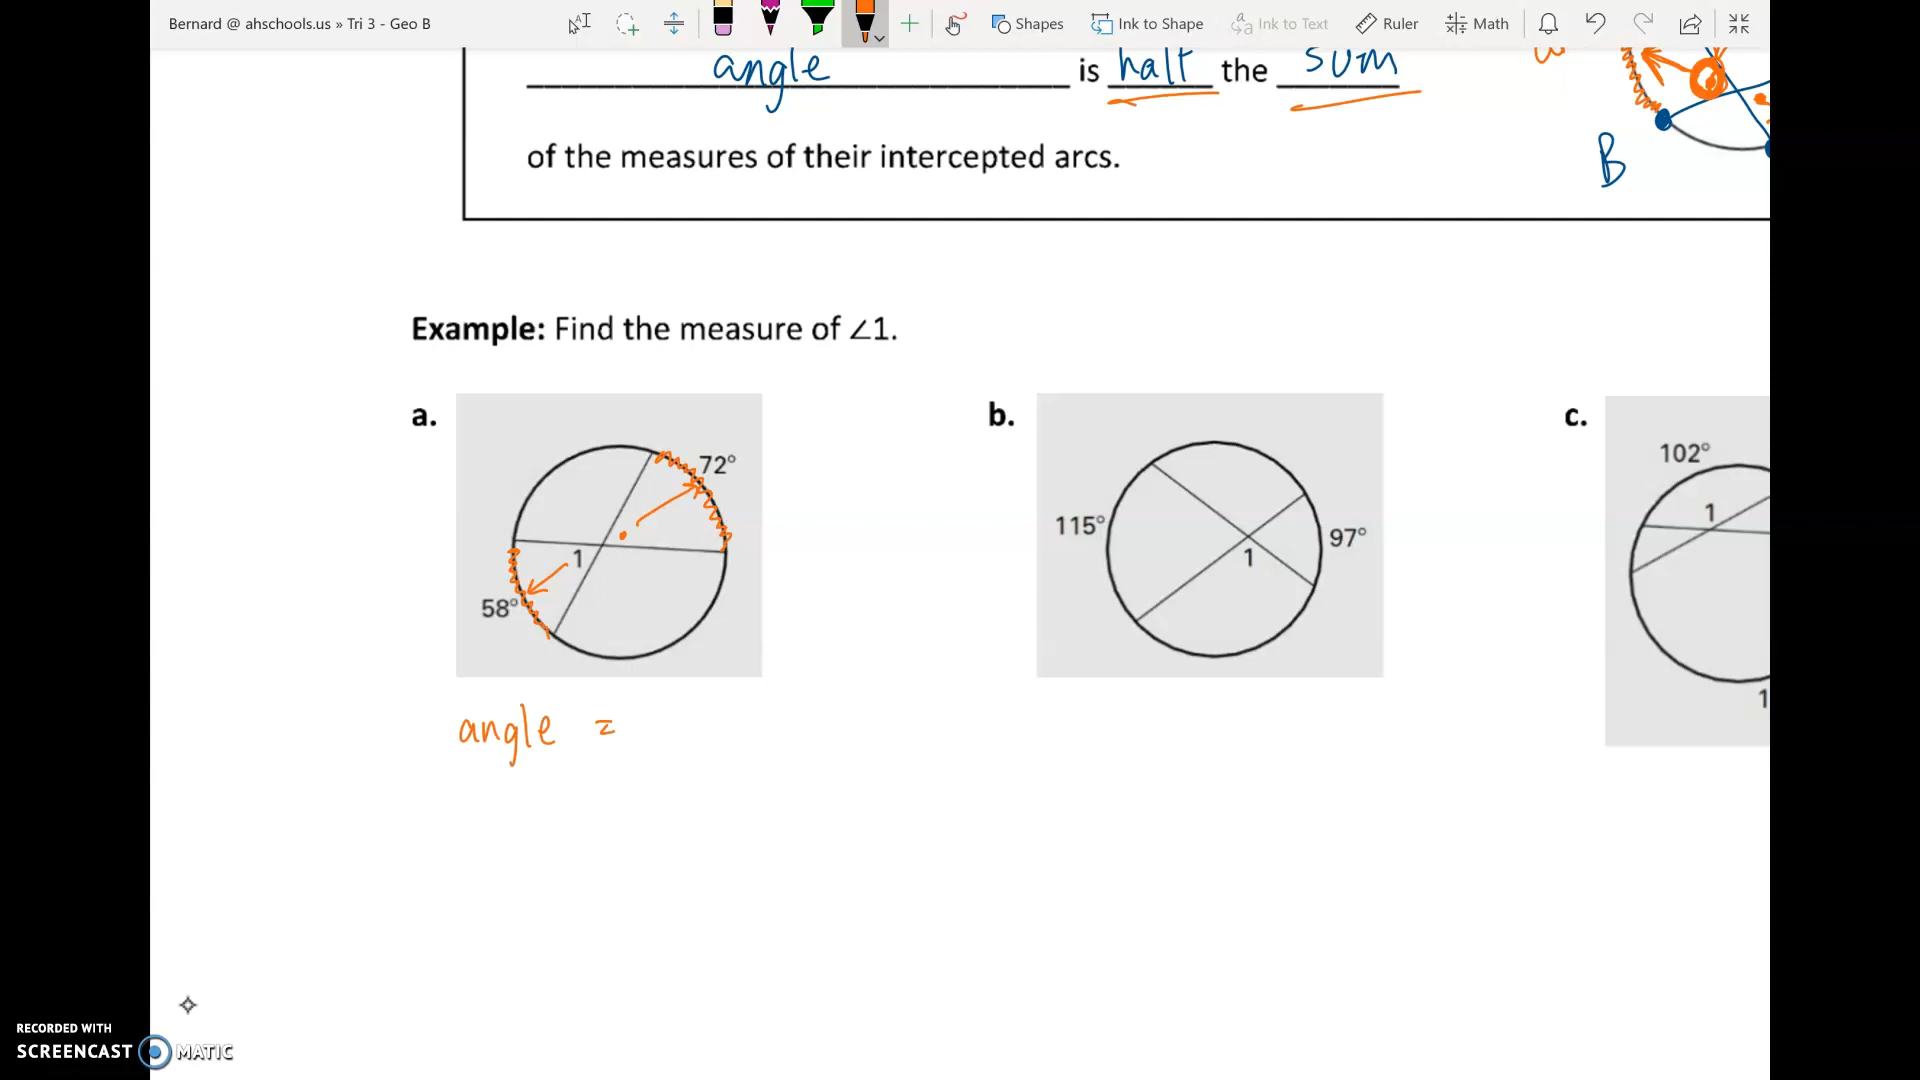 Bernard @ ahschools.us » Tri 3 - Geo B
Shapes
Ink to Shape
Ink to Text
Ruler
Math
angle is half the sum
of the measures of their intercepted arcs.
B
Example: Find the measure of ∠1.
a.
72°
1
58°
angle =
b.
115°
97°
1
c.
102°
1
1
RECORDED WITH
SCREENCAST MATIC